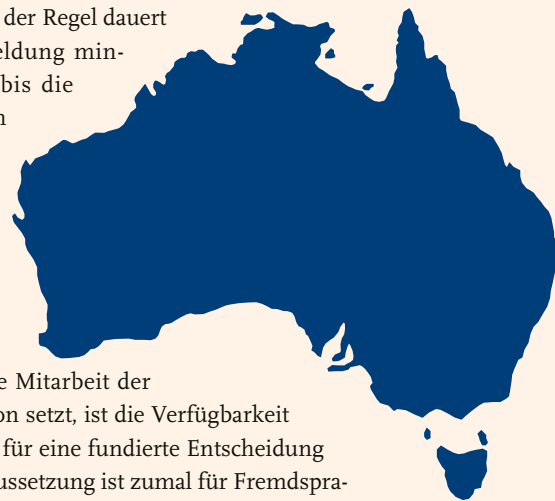 der Regel dauert
eldung min-
bis die
e Mitarbeit der
on setzt, ist die Verfügbarkeit
für eine fundierte Entscheidung
ussetzung ist zumal für Fremdspra-